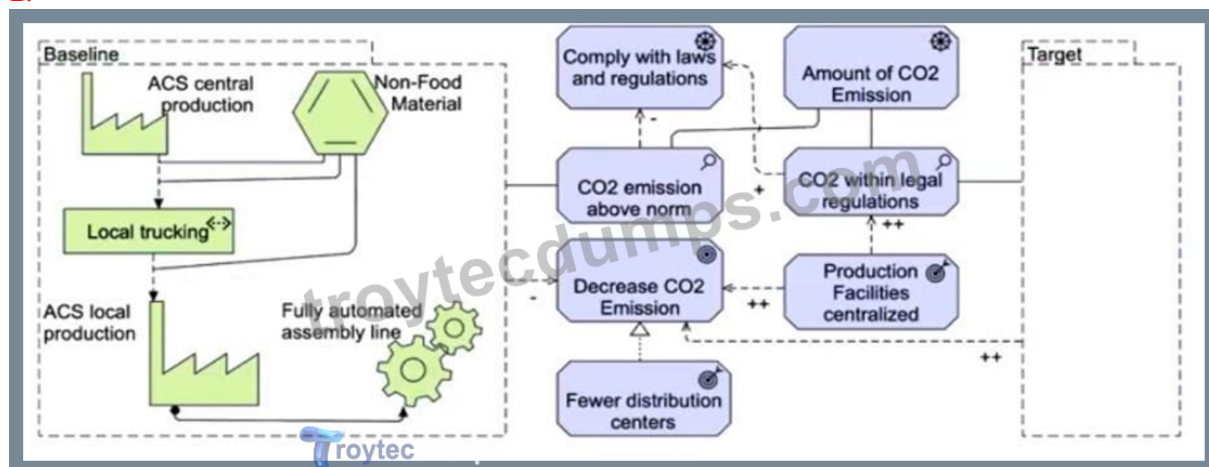 Baseline
ACS central
production
Non-Food
Material
Local trucking
ACS local
production
Fully automated
assembly line
Comply with laws
and regulations
-
Amount of CO2
Emission
CO2 emission
above norm
+
CO2 within legal
regulations
++
Decrease CO2
Emission
-
++
Production
Facilities
centralized
++
Fewer distribution
centers
Target
troytecdumps.com
Troytec